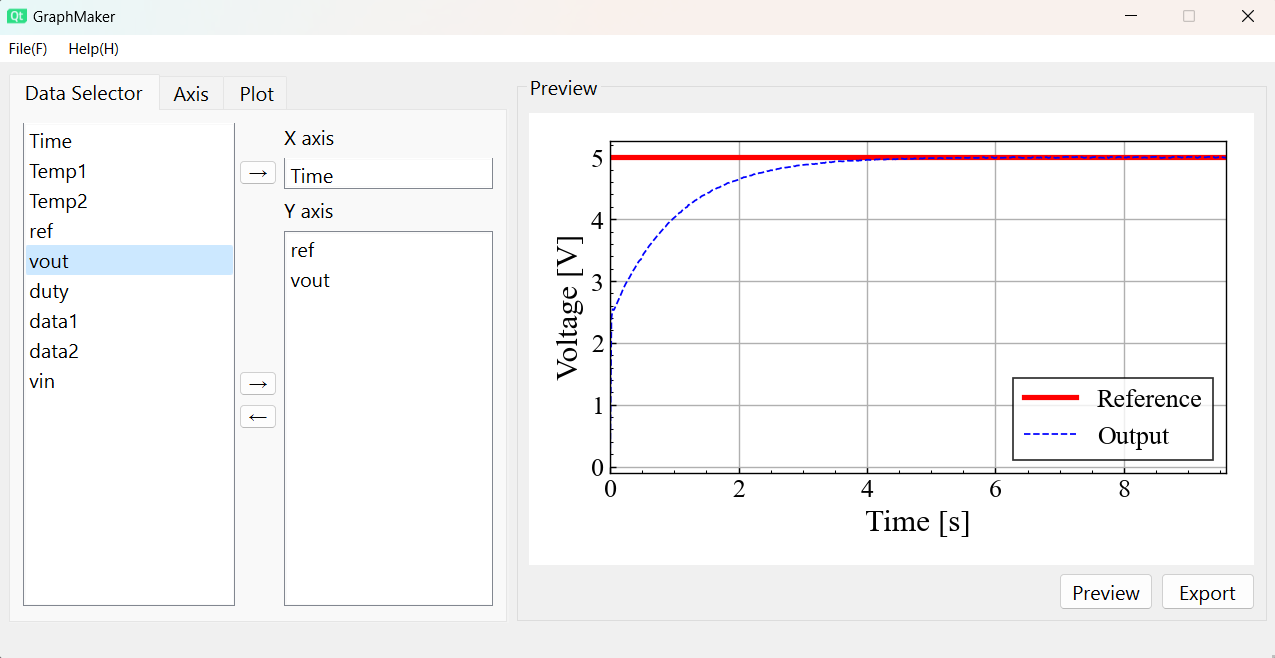 Qt GraphMaker
File(F) Help(H)
Data Selector Axis Plot
Time
Temp1
Temp2
ref
vout
duty
data1
data2
vin
→
→
←
X axis
Time
Y axis
ref
vout
Preview
Voltage [V]
5
4
3
2
1
0
0 2 4 6 8
Time [s]
Reference
Output
Preview Export